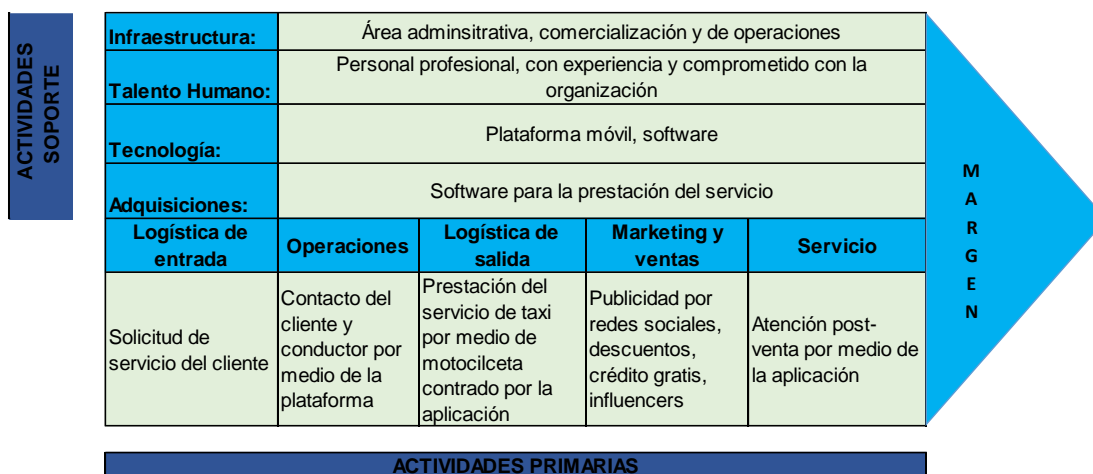 ACTIVIDADES
SOPORTE
Infraestructura:
Área adminsitrativa, comercialización y de operaciones
Talento Humano:
Personal profesional, con experiencia y comprometido con la
organización
Tecnología:
Plataforma móvil, software
Adquisiciones:
Software para la prestación del servicio
Logística de
entrada
Operaciones
Logística de
salida
Marketing y
ventas
Servicio
Solicitud de
servicio del cliente
Contacto del
cliente y
conductor por
medio de la
plataforma
Prestación del
servicio de taxi
por medio de
motocilceta
contrado por la
aplicación
Publicidad por
redes sociales,
descuentos,
crédito gratis,
influencers
Atención post-
venta por medio de
la aplicación
M
A
R
G
E
N
ACTIVIDADES PRIMARIAS